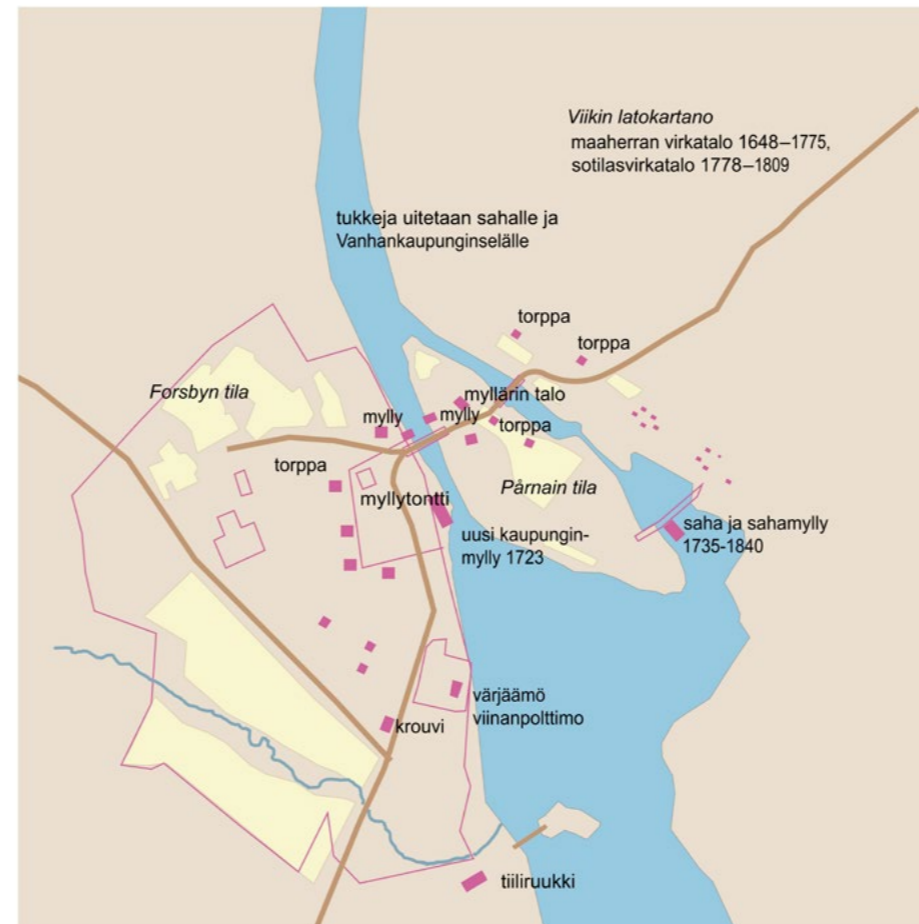 Viikin latokartano
maaherran virkatalo 1648–1775,
sotilasvirkatalo 1778–1809
tukkeja uitetaan sahalle ja
Vanhankaupunginselälle
torppa
torppa
Forsbyn tila
myllärin talo
mylly
mylly
torppa
torppa
Pårnain tila
myllytontti
saha ja sahamylly
1735-1840
uusi kaupungin-
mylly 1723
värjäämö
viinanpolttimo
krouvi
tiiliruukki